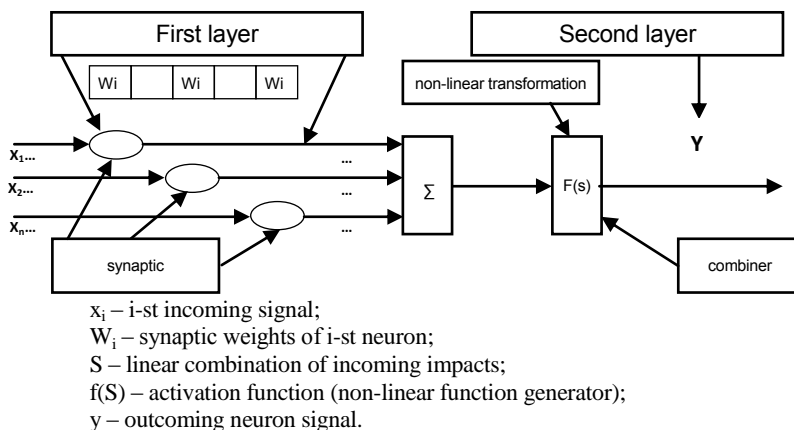 First layer
Second layer
Wi Wi Wi
non-linear transformation
X1... ...
Y
X2... ...
Σ
F(s)
Xn... ...
synaptic
combiner
xi – i-st incoming signal;
Wi – synaptic weights of i-st neuron;
S – linear combination of incoming impacts;
f(S) – activation function (non-linear function generator);
y – outcoming neuron signal.